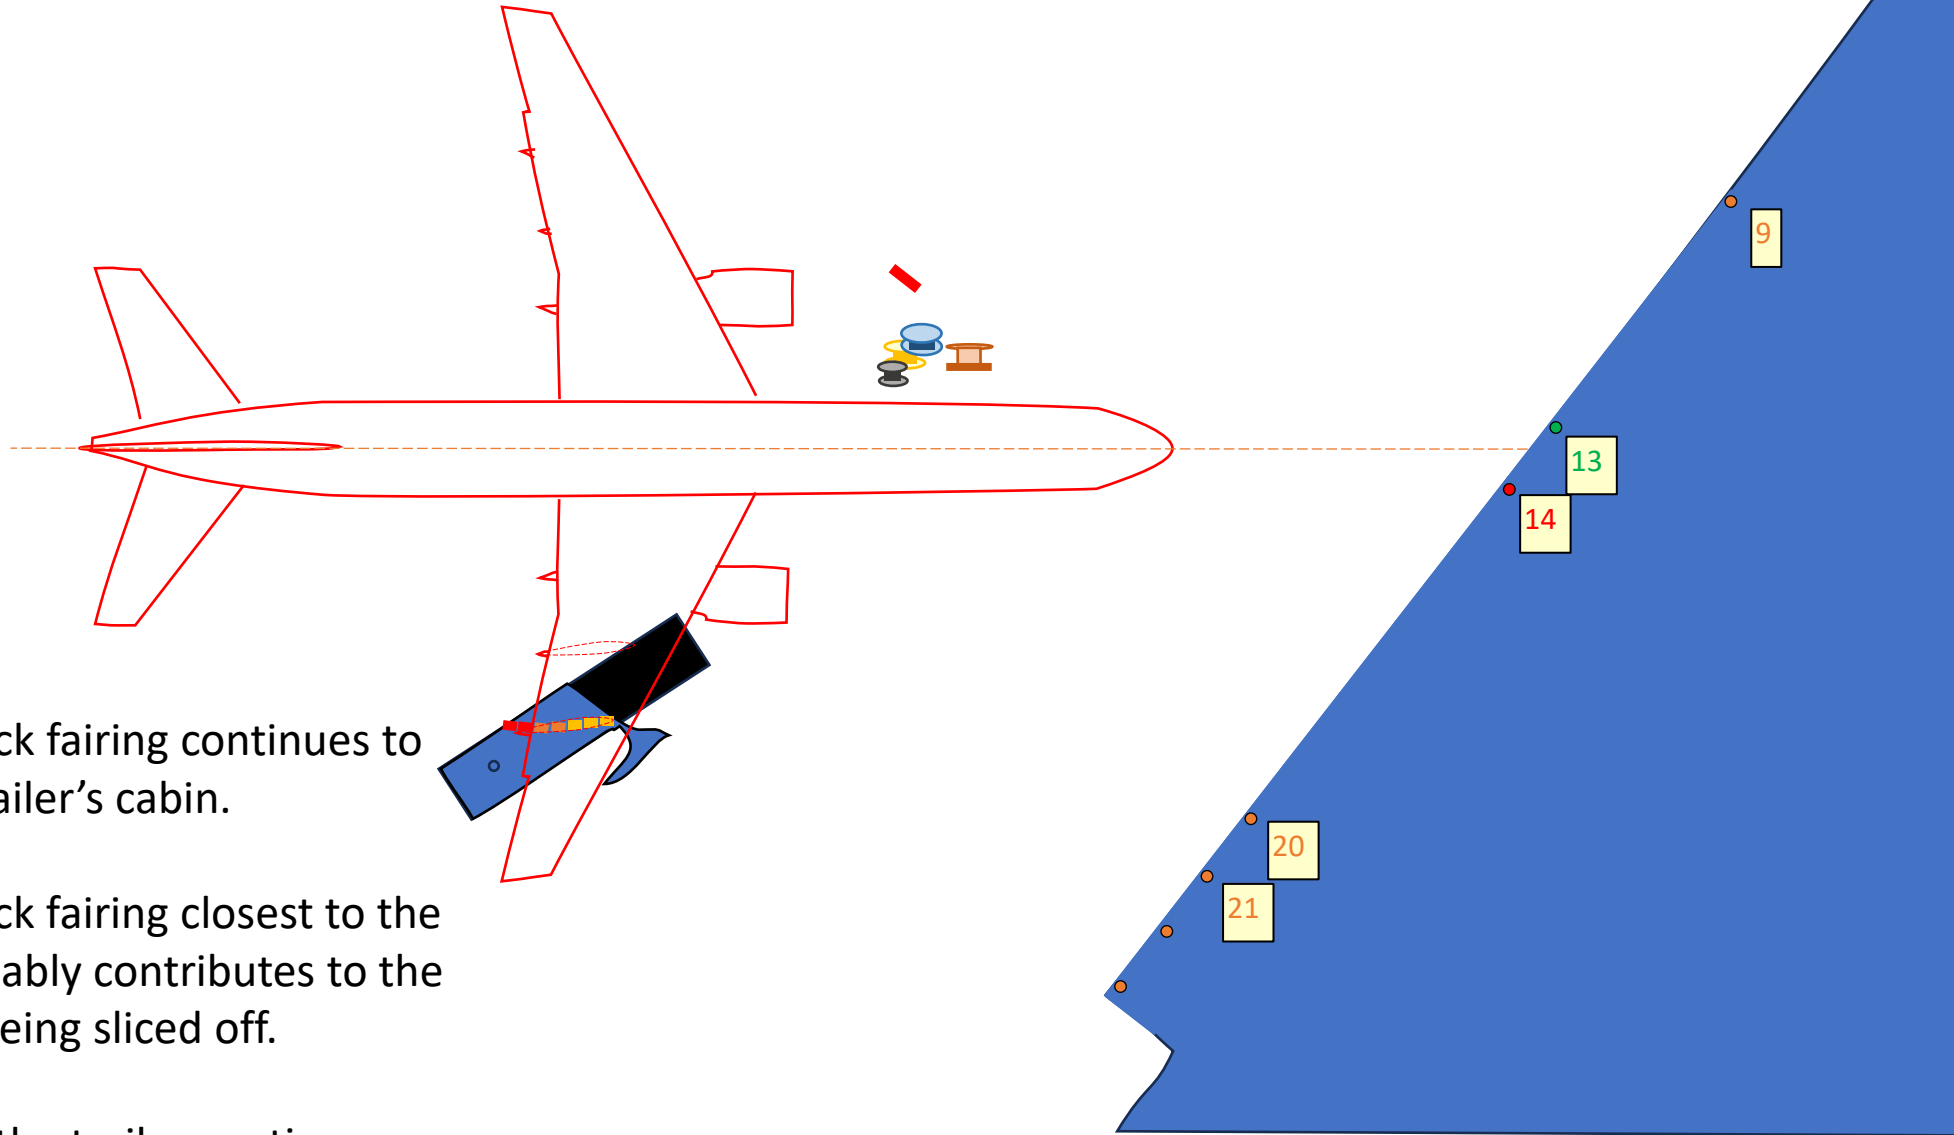 ck fairing continues to
ailer’s cabin.
ck fairing closest to the
ably contributes to the
eing sliced off.
9
13
14
20
21